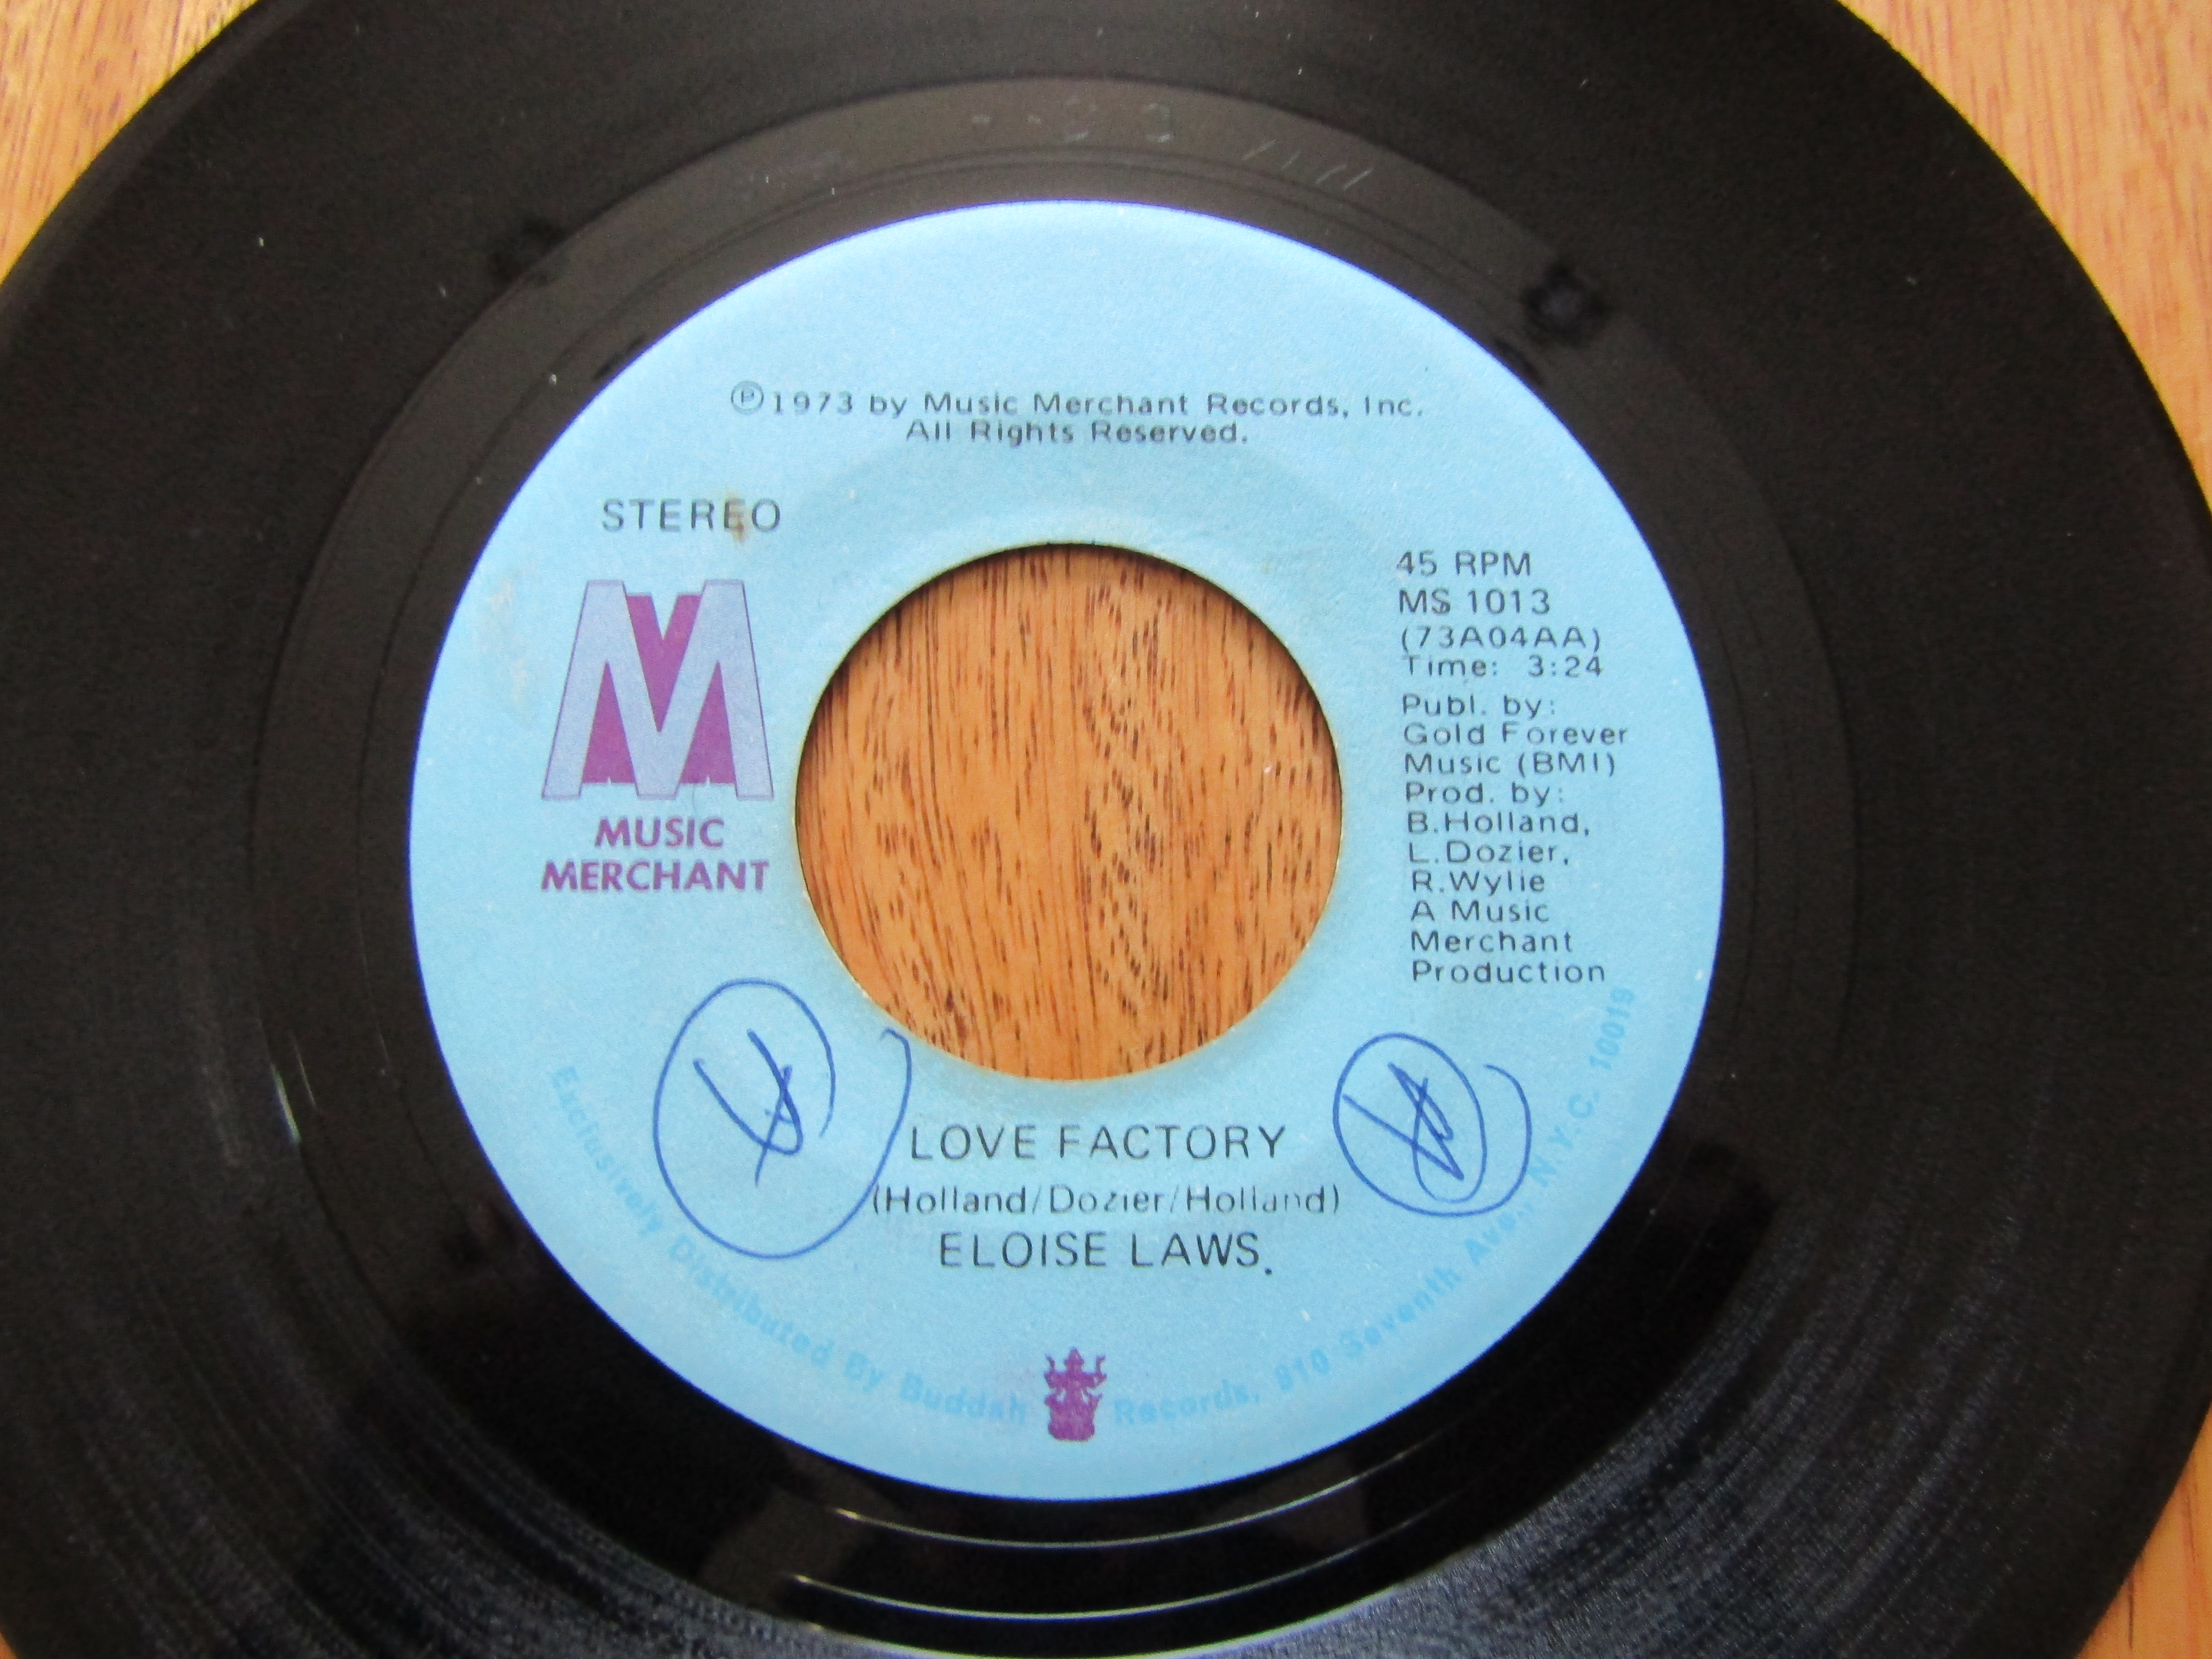 ℗1973 by Music Merchant Records, Inc.
All Rights Reserved.
STEREO
MUSIC
MERCHANT
45 RPM
MS 1013
(73A04AA)
Time: 3:24
Publ. by:
Gold Forever
Music (BMI)
Prod. by:
B.Holland,
L.Dozier,
R.Wylie
A Music
Merchant
Production
LOVE FACTORY
(Holland/Dozier/Holland)
ELOISE LAWS.
Exclusively Distributed By Buddah Records, 810 Seventh Ave., N.Y.C. 10019